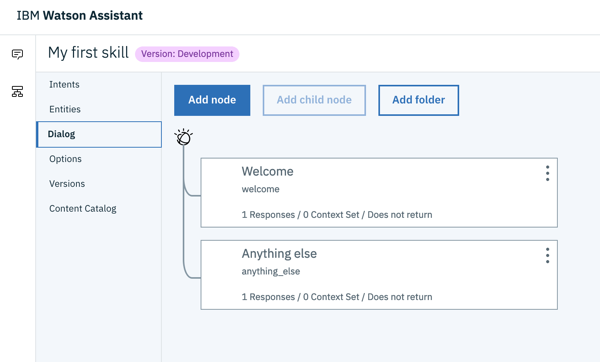 IBM Watson Assistant
My first skill Version: Development
Intents
Entities
Dialog
Options
Versions
Content Catalog
Add node Add child node Add folder
Welcome
welcome
1 Responses / 0 Context Set / Does not return
Anything else
anything_else
1 Responses / 0 Context Set / Does not return